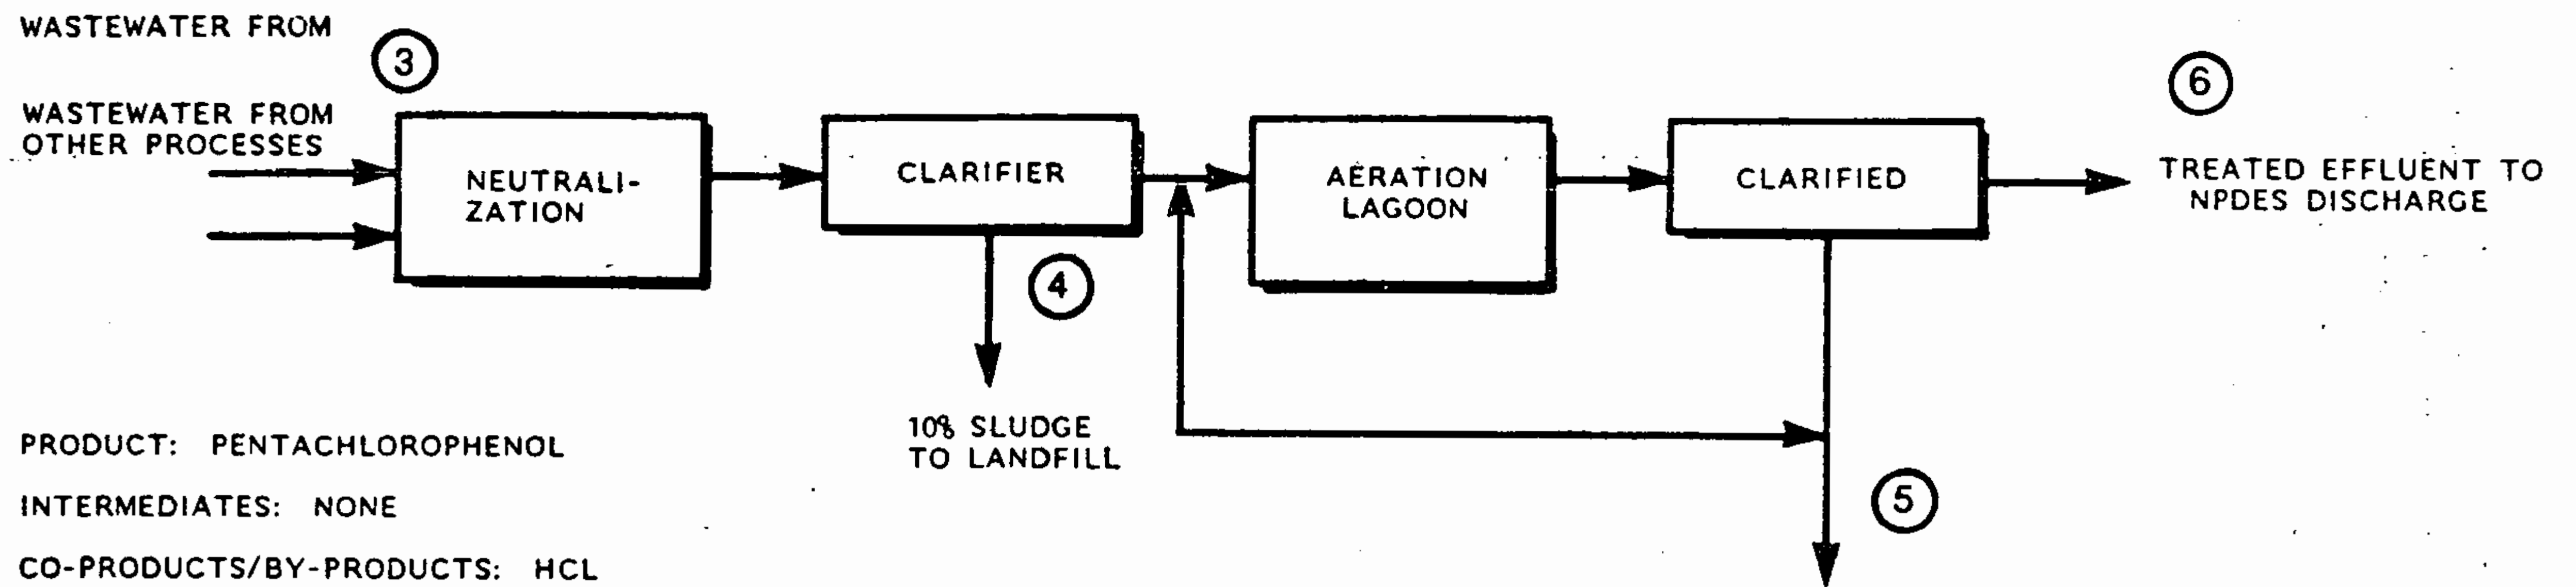 WASTEWATER FROM
3
WASTEWATER FROM
OTHER PROCESSES
NEUTRALI-
ZATION
CLARIFIER
AERATION
LAGOON
CLARIFIED
6
TREATED EFFLUENT TO
NPDES DISCHARGE
4
10% SLUDGE
TO LANDFILL
5
PRODUCT: PENTACHLOROPHENOL
INTERMEDIATES: NONE
CO-PRODUCTS/BY-PRODUCTS: HCL